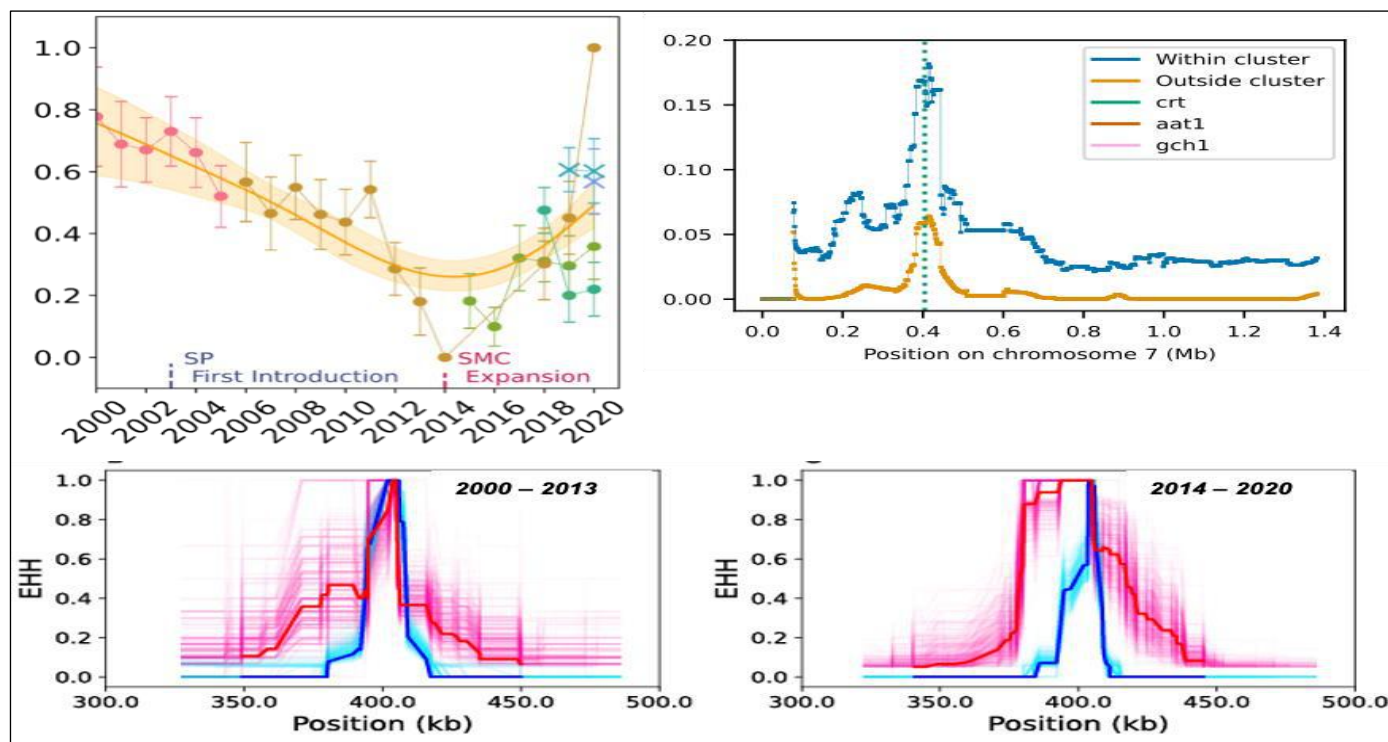 1.0
0.8
0.6
0.4
0.2
0.0
SP
First Introduction
SMC
Expansion
2000
2002
2004
2006
2008
2010
2012
2014
2016
2018
2020
0.20
0.15
0.10
0.05
0.00
Within cluster
Outside cluster
crt
aat1
gch1
0.0 0.2 0.4 0.6 0.8 1.0 1.2 1.4
Position on chromosome 7 (Mb)
2000 – 2013
1.0
0.8
0.6
0.4
0.2
0.0
EHH
300.0 350.0 400.0 450.0 500.0
Position (kb)
2014 – 2020
1.0
0.8
0.6
0.4
0.2
0.0
EHH
300.0 350.0 400.0 450.0 500.0
Position (kb)